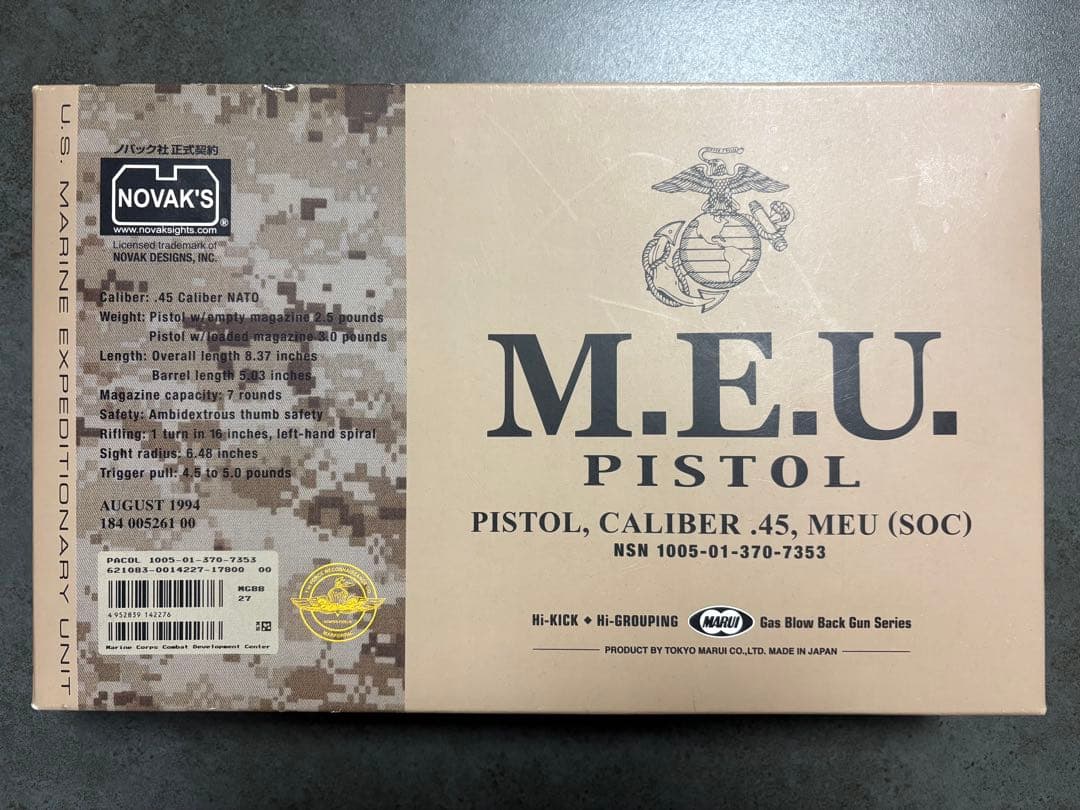 U.S. MARINE EXPEDITIONARY UNIT
ノバック社 正式契約
NOVAK'S
®
www.novaksights.com
Licensed trademark of
NOVAK DESIGNS, INC.
Caliber: .45 Caliber NATO
Weight: Pistol w/empty magazine 2.5 pounds
Pistol w/loaded magazine 3.0 pounds
Length: Overall length 8.37 inches
Barrel length 5.03 inches
Magazine capacity: 7 rounds
Safety: Ambidextrous thumb safety
Rifling: 1 turn in 16 inches, left-hand spiral
Sight radius: 6.48 inches
Trigger pull: 4.5 to 5.0 pounds
AUGUST 1994
184 005261 00
PACOL 1005-01-370-7353
621083-0014227-17800 00
MGBB
27
4 952839 142276
Marine Corps Combat Development Center
M.E.U.
PISTOL
PISTOL, CALIBER .45, MEU (SOC)
NSN 1005-01-370-7353
Hi-KICK ◆ Hi-GROUPING MARUI Gas Blow Back Gun Series
PRODUCT BY TOKYO MARUI CO.,LTD. MADE IN JAPAN